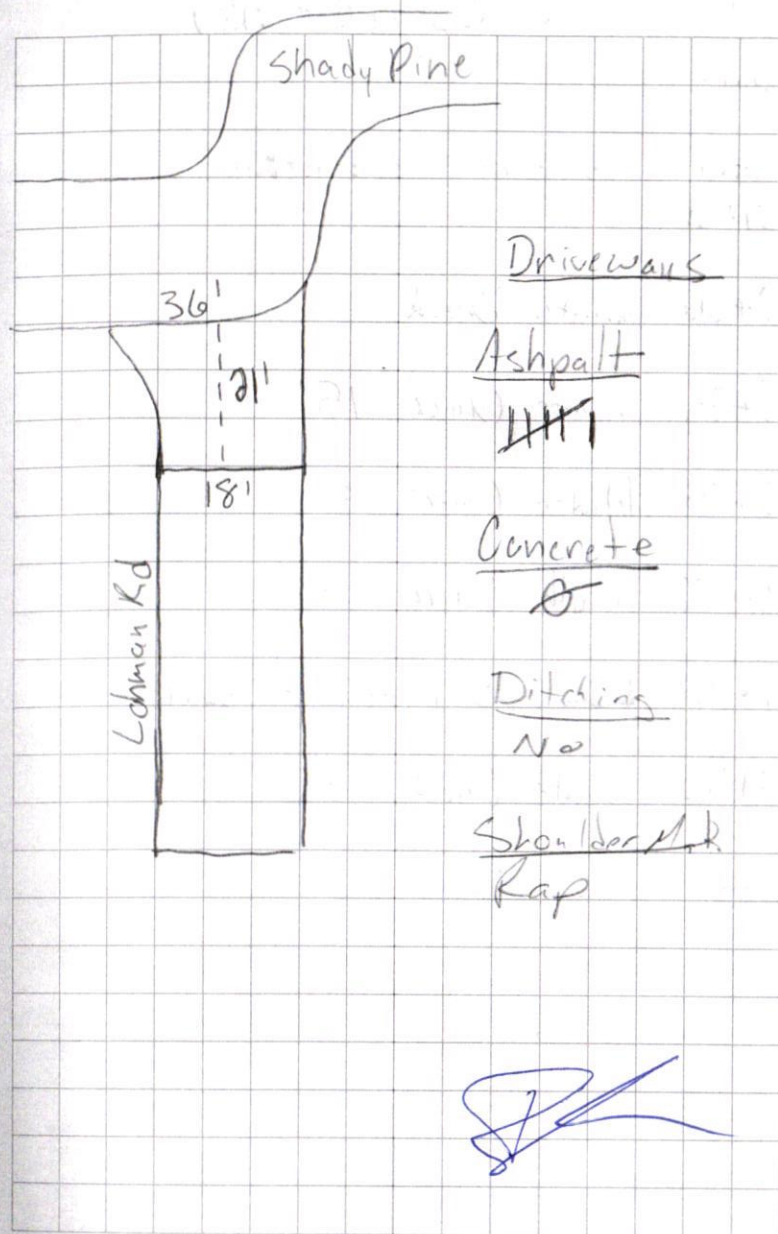 Shady Pine
36'
21'
18'
Lohman Rd
Driveways
Ashpalt
Concrete
Ditching
No
Shoulder
Rap